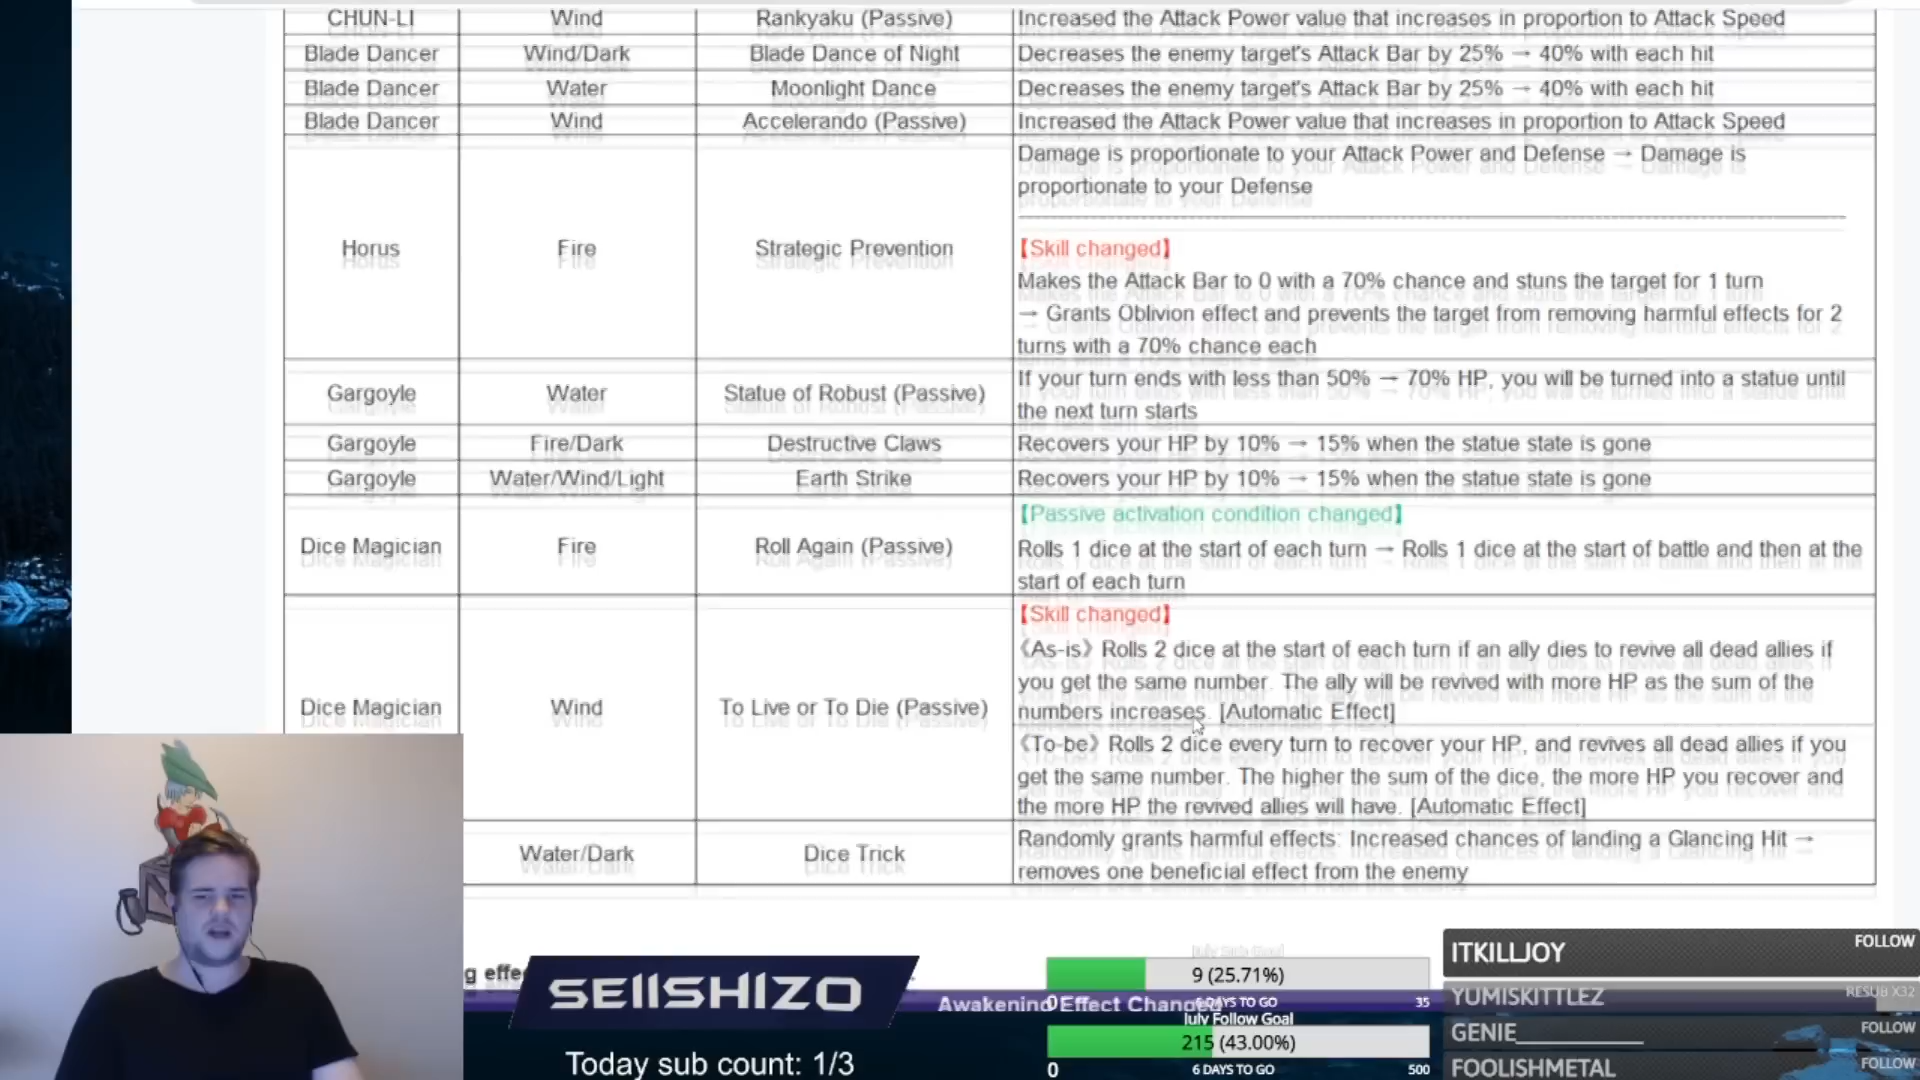 CHUN-LI Wind Rankyaku (Passive) Increased the Attack Power value that increases in proportion to Attack Speed
Blade Dancer Wind/Dark Blade Dance of Night Decreases the enemy target's Attack Bar by 25% → 40% with each hit
Blade Dancer Water Moonlight Dance Decreases the enemy target's Attack Bar by 25% → 40% with each hit
Blade Dancer Wind Accelerando (Passive) Increased the Attack Power value that increases in proportion to Attack Speed
Damage is proportionate to your Attack Power and Defense → Damage is
proportionate to your Defense
Horus Fire Strategic Prevention 【Skill changed】
Makes the Attack Bar to 0 with a 70% chance and stuns the target for 1 turn
→ Grants Oblivion effect and prevents the target from removing harmful effects for 2
turns with a 70% chance each
Gargoyle Water Statue of Robust (Passive) If your turn ends with less than 50% → 70% HP, you will be turned into a statue until
the next turn starts
Gargoyle Fire/Dark Destructive Claws Recovers your HP by 10% → 15% when the statue state is gone
Gargoyle Water/Wind/Light Earth Strike Recovers your HP by 10% → 15% when the statue state is gone
【Passive activation condition changed】
Dice Magician Fire Roll Again (Passive) Rolls 1 dice at the start of each turn → Rolls 1 dice at the start of battle and then at the
start of each turn
【Skill changed】
《As-is》 Rolls 2 dice at the start of each turn if an ally dies to revive all dead allies if
you get the same number. The ally will be revived with more HP as the sum of the
Dice Magician Wind To Live or To Die (Passive) numbers increases. [Automatic Effect]
《To-be》 Rolls 2 dice every turn to recover your HP, and revives all dead allies if you
get the same number. The higher the sum of the dice, the more HP you recover and
the more HP the revived allies will have. [Automatic Effect]
Water/Dark Dice Trick Randomly grants harmful effects: Increased chances of landing a Glancing Hit →
removes one beneficial effect from the enemy
g effe
SEllSHIZO
Awakening Effect Changed
Today sub count: 1/3
July Sub Goal
9 (25.71%)
0 6 DAYS TO GO 35
July Follow Goal
215 (43.00%)
0 6 DAYS TO GO 500
ITKILLJOY FOLLOW
YUMISKITTLEZ RESUB X32
GENIE__________ FOLLOW
FOOLISHMETAL FOLLOW